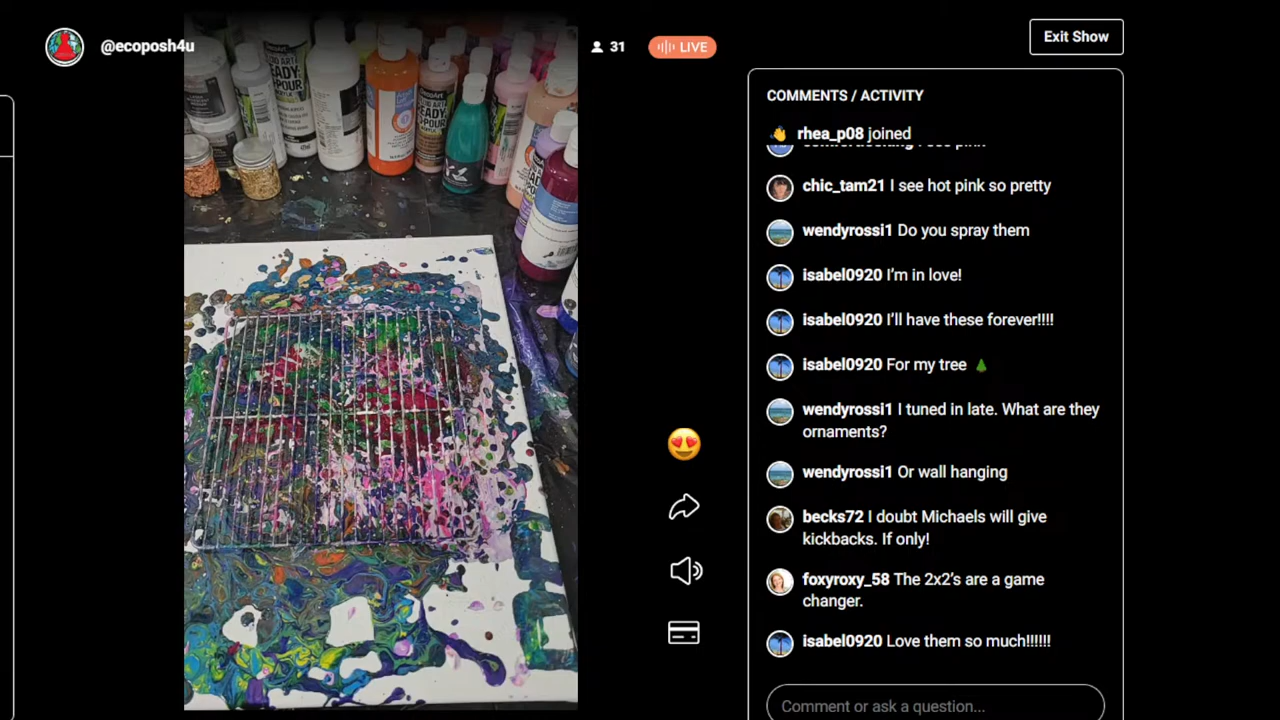 @ecoposh4u
31
LIVE
Exit Show
COMMENTS / ACTIVITY
rhea_p08 joined
chic_tam21 I see hot pink so pretty
wendyrossi1 Do you spray them
isabel0920 I'm in love!
isabel0920 I'll have these forever!!!!
isabel0920 For my tree 🌲
wendyrossi1 I tuned in late. What are they
ornaments?
wendyrossi1 Or wall hanging
becks72 I doubt Michaels will give
kickbacks. If only!
foxyroxy_58 The 2x2's are a game
changer.
isabel0920 Love them so much!!!!!!
Comment or ask a question...